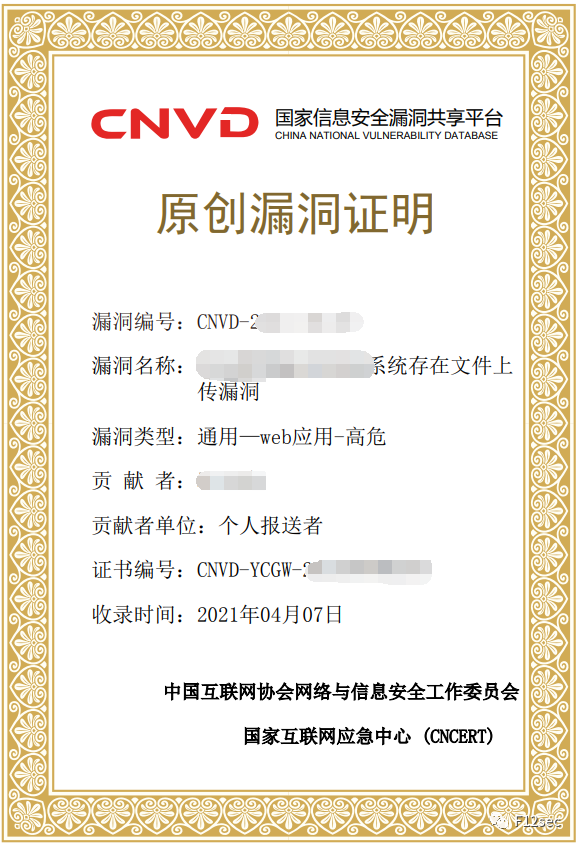 CNVD 国家信息安全漏洞共享平台
CHINA NATIONAL VULNERABILITY DATABASE
原创漏洞证明
漏洞编号：CNVD-2
漏洞名称：系统存在文件上
传漏洞
漏洞类型：通用—web应用-高危
贡 献 者：
贡献者单位：个人报送者
证书编号：CNVD-YCGW-2
收录时间：2021年04月07日
中国互联网协会网络与信息安全工作委员会
国家互联网应急中心 (CNCERT)
F12sec